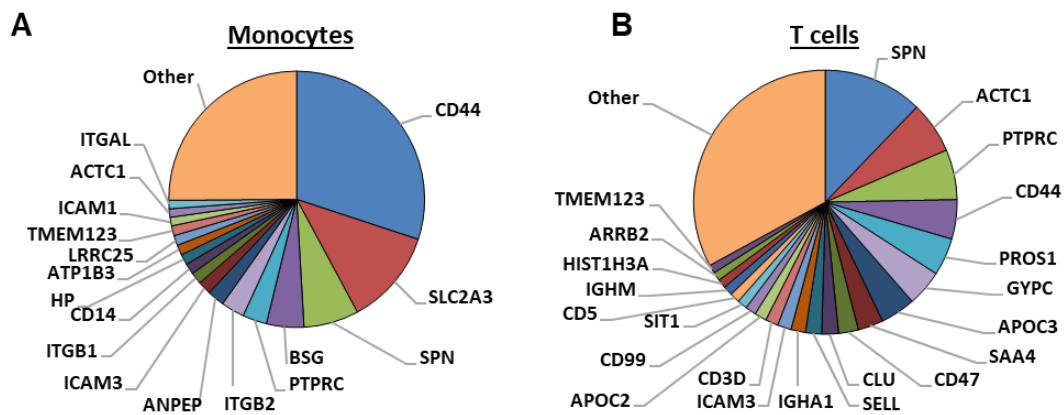 A
Monocytes
Other
CD44
ITGAL
ACTC1
ICAM1
TMEM123
LRRC25
ATP1B3
HP
CD14
ITGB1
ICAM3
ANPEP
ITGB2
PTPRC
BSG
SPN
SLC2A3
B
T cells
SPN
Other
ACTC1
PTPRC
CD44
PROS1
GYPC
APOC3
SAA4
CD47
CLU
SELL
IGHA1
ICAM3
CD3D
APOC2
CD99
SIT1
CD5
IGHM
HIST1H3A
ARRB2
TMEM123